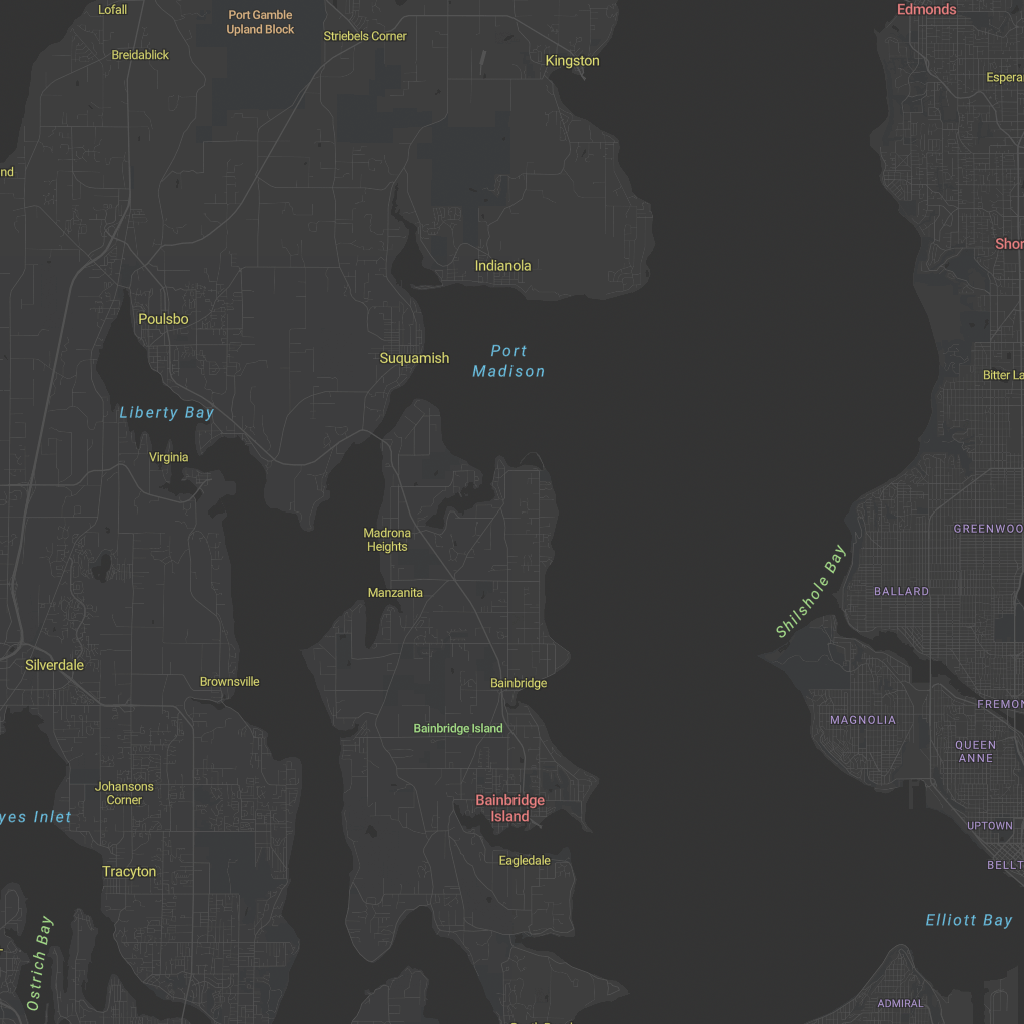 Lofall
Port Gamble
Upland Block
Edmonds
Striebels Corner
Breidablick
Kingston
Espera
nd
Shor
Indianola
Poulsbo
Port
Madison
Suquamish
Bitter La
Liberty Bay
Virginia
GREENWOO
Madrona
Heights
Shilshole Bay
BALLARD
Manzanita
Silverdale
Brownsville
Bainbridge
FREMON
MAGNOLIA
Bainbridge Island
QUEEN
ANNE
Johansons
Corner
Bainbridge
Island
yes Inlet
UPTOWN
Eagledale
BELLT
Tracyton
Elliott Bay
Ostrich Bay
ADMIRAL